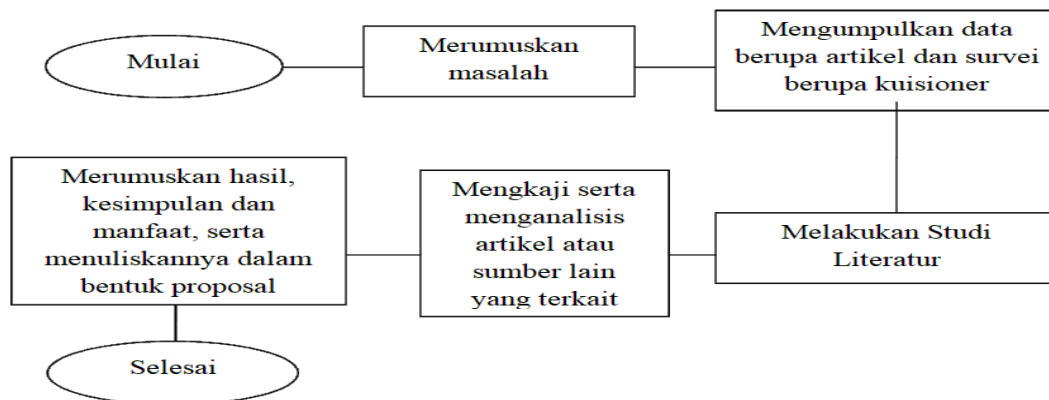 Mulai
Merumuskan
masalah
Mengumpulkan data
berupa artikel dan survei
berupa kuisioner
Melakukan Studi
Literatur
Mengkaji serta
menganalisis
artikel atau
sumber lain
yang terkait
Merumuskan hasil,
kesimpulan dan
manfaat, serta
menuliskannya dalam
bentuk proposal
Selesai